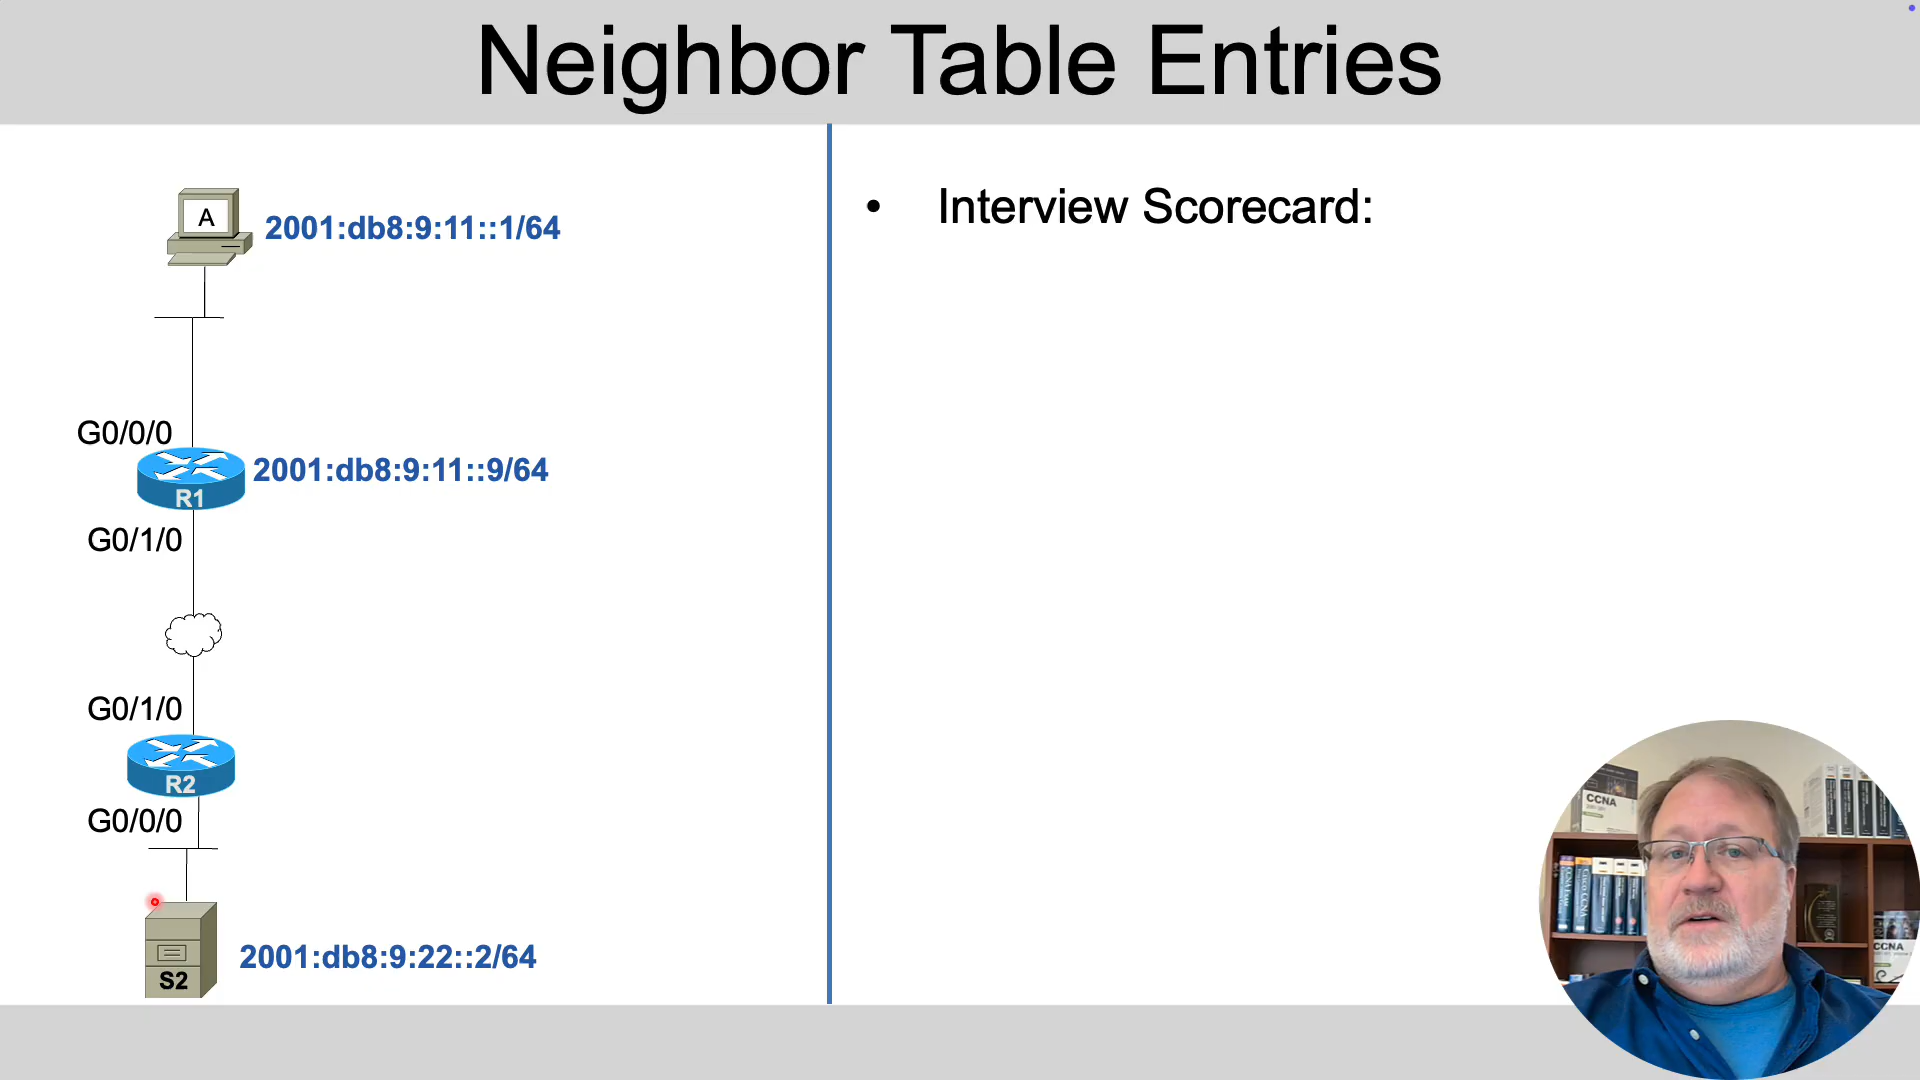 Neighbor Table Entries
A
2001:db8:9:11::1/64
G0/0/0
R1
2001:db8:9:11::9/64
G0/1/0
G0/1/0
R2
G0/0/0
S2
2001:db8:9:22::2/64
• Interview Scorecard:
CCNA
CCNA